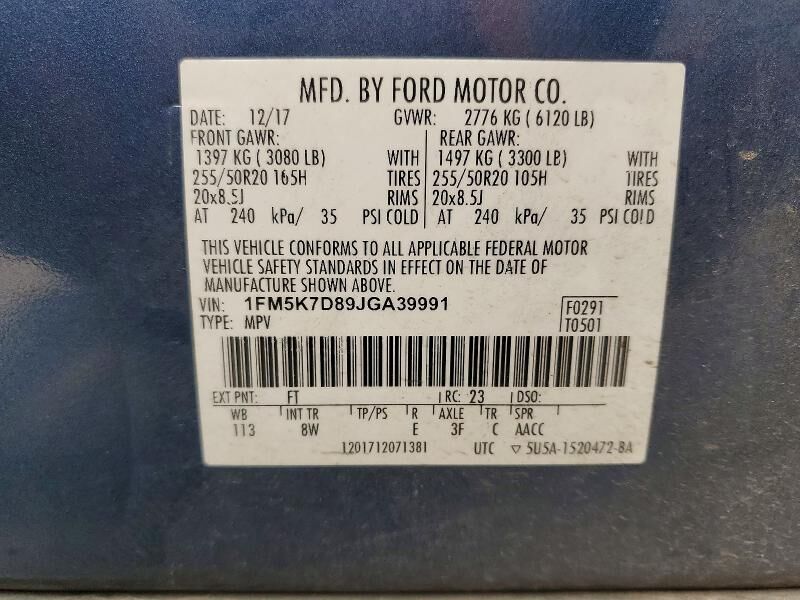 MFD. BY FORD MOTOR CO.
DATE: 12/17 GVWR: 2776 KG ( 6120 LB)
FRONT GAWR: REAR GAWR:
1397 KG ( 3080 LB) WITH 1497 KG ( 3300 LB) WITH
255/50R20 105H TIRES 255/50R20 105H TIRES
20x8.5J RIMS 20x8.5J RIMS
AT 240 kPa/ 35 PSI COLD AT 240 kPa/ 35 PSI COLD
THIS VEHICLE CONFORMS TO ALL APPLICABLE FEDERAL MOTOR
VEHICLE SAFETY STANDARDS IN EFFECT ON THE DATE OF
MANUFACTURE SHOWN ABOVE.
VIN: 1FM5K7D89JGA39991 F0291
TYPE: MPV T0501
EXT PNT: FT RC: 23 DSO:
WB INT TR TP/PS R AXLE TR SPR
113 8W E 3F C AACC
1201712071381 UTC ▽ 5U5A-1520472-BA